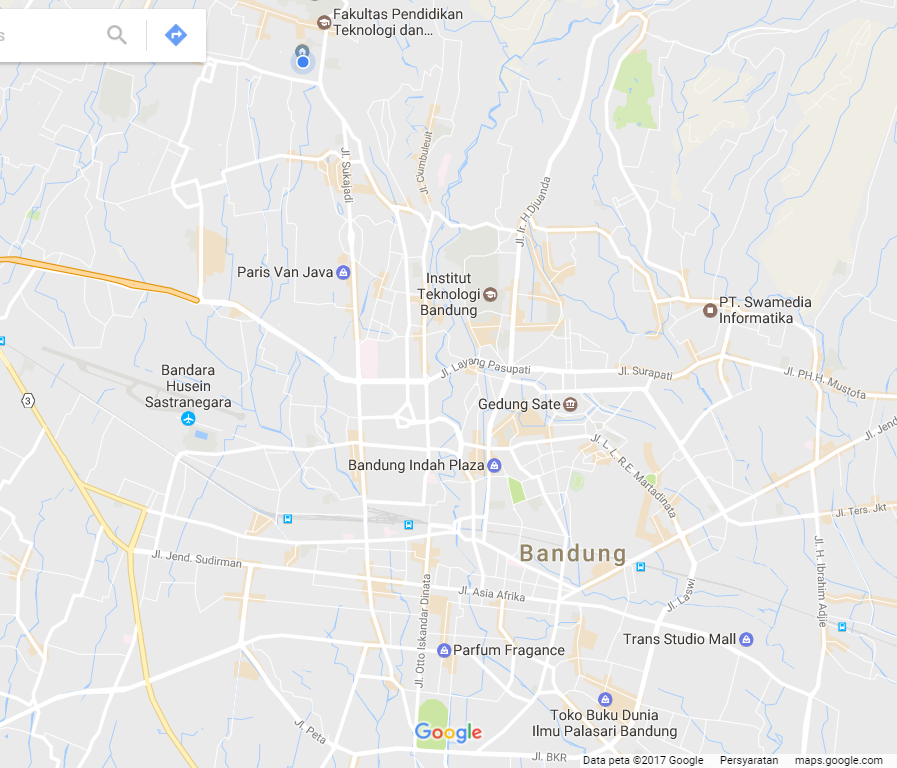 s
Fakultas Pendidikan
Teknologi dan...
Jl. Sukajadi
Jl. Ciumbuleuit
Jl. Ir. H.Djuanda
Paris Van Java
Institut
Teknologi
Bandung
PT. Swamedia
Informatika
Bandara
Husein
Sastranegara
3
Jl. Layang Pasupati
Jl. Surapati
Jl. PH.H. Mustofa
Gedung Sate
Jl. Jend.
Bandung Indah Plaza
Jl. L. L. R.E. Martadinata
Jl. Ters. Jkt
Bandung
Jl. Jend. Sudirman
Jl. Asia Afrika
Jl. Laswi
Jl. H. Ibrahim Adjie
Jl. Otto Iskandar Dinata
Trans Studio Mall
Parfum Fragance
Toko Buku Dunia
Ilmu Palasari Bandung
Jl. Peta
Google
Jl. BKR
Data peta ©2017 Google Persyaratan maps.google.com